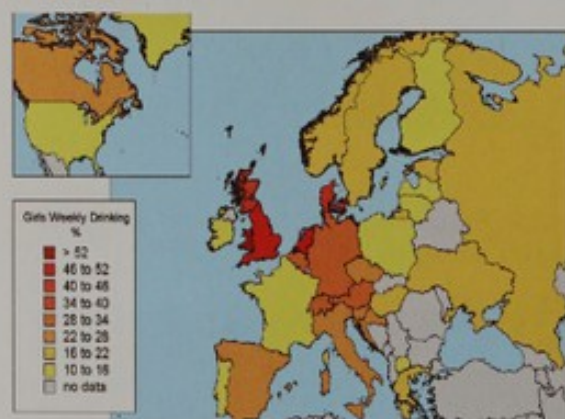 Girls Weekly Drinking
%
> 52
46 to 52
40 to 46
34 to 40
28 to 34
22 to 28
16 to 22
10 to 16
no data